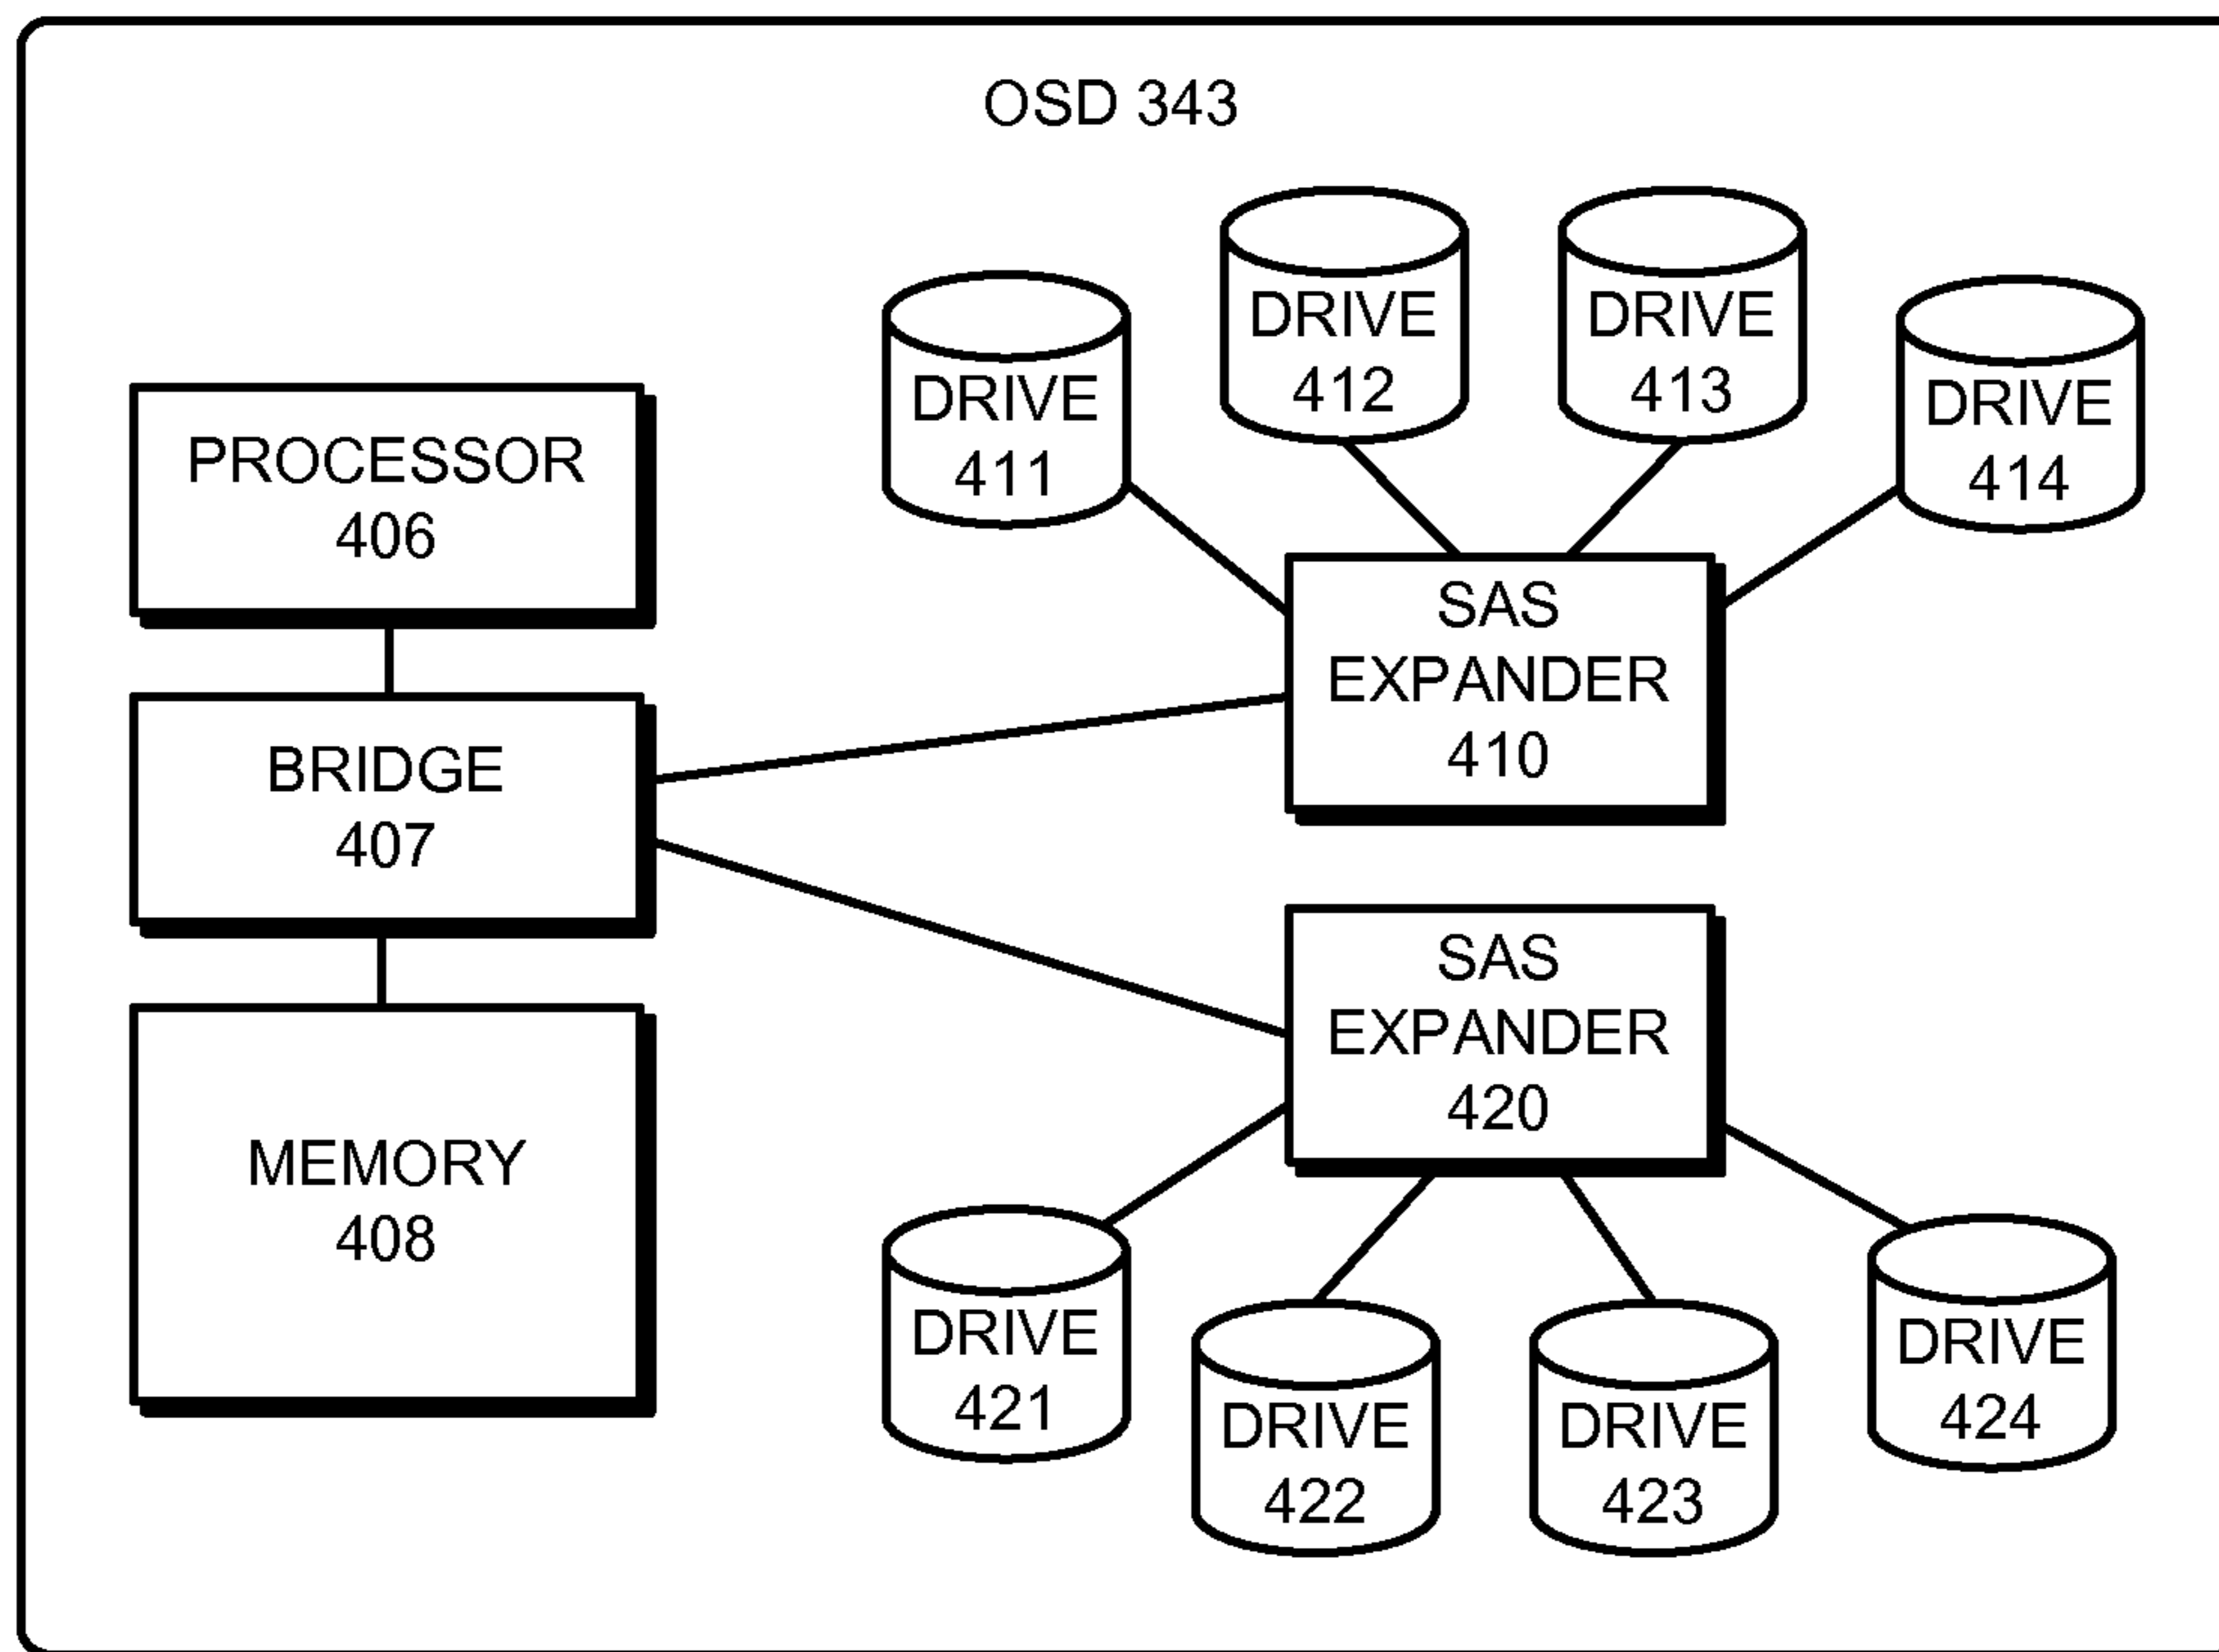 OSD 343
PROCESSOR
406
BRIDGE
407
MEMORY
408
DRIVE
411
DRIVE
412
DRIVE
413
DRIVE
414
SAS
EXPANDER
410
SAS
EXPANDER
420
DRIVE
421
DRIVE
422
DRIVE
423
DRIVE
424